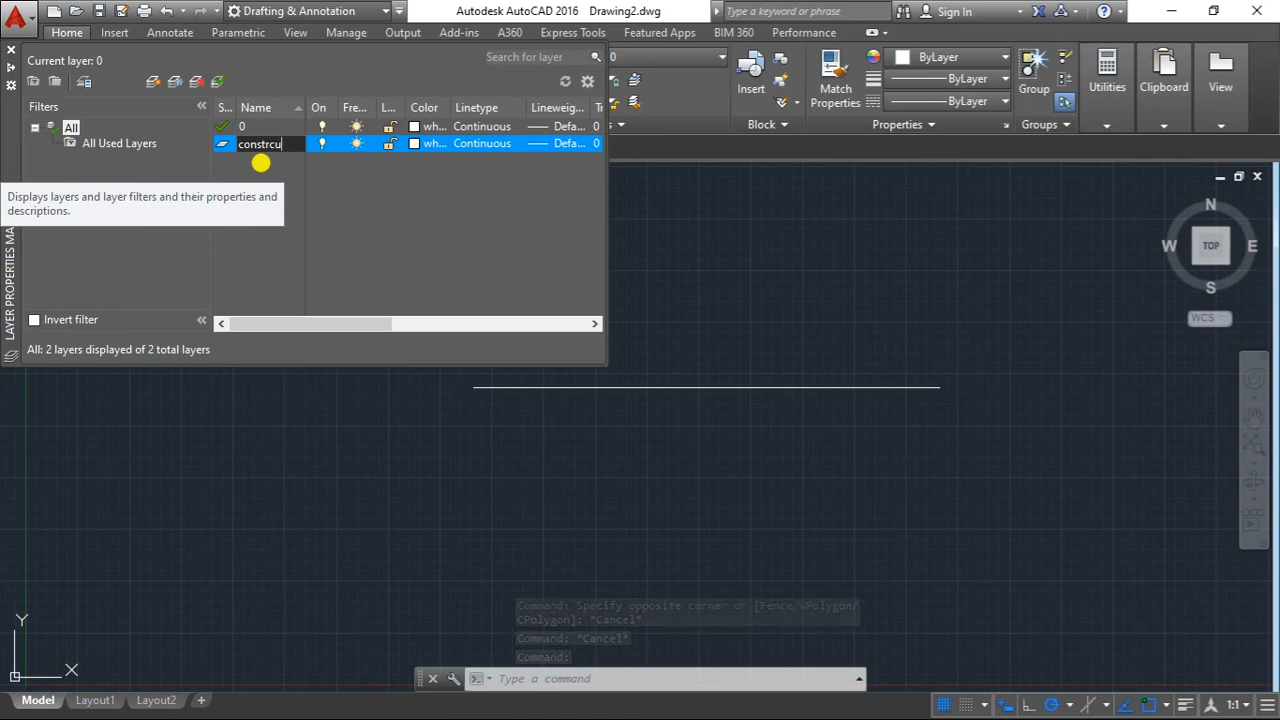 Drafting & Annotation
Autodesk AutoCAD 2016 Drawing2.dwg
Type a keyword or phrase
Sign In
Home Insert Annotate Parametric View Manage Output Add-ins A360 Express Tools Featured Apps BIM 360 Performance
Current layer: 0
Search for layer
0
Insert
Match
Properties
ByLayer
ByLayer
ByLayer
Group
Utilities
Clipboard
View
Block
Properties
Groups
Filters
S... Name On Fre... L... Color Linetype Lineweig... Tr
All
All Used Layers
0 wh... Continuous Defa... 0
constrcu wh... Continuous Defa... 0
Displays layers and layer filters and their properties and
descriptions.
LAYER PROPERTIES MA
Invert filter
All: 2 layers displayed of 2 total layers
N
W TOP E
S
WCS
Y
X
Command: Specify opposite corner or [Fence/WPolygon/
CPolygon]: *Cancel*
Command: *Cancel*
Command:
Type a command
Model Layout1 Layout2 +
1:1